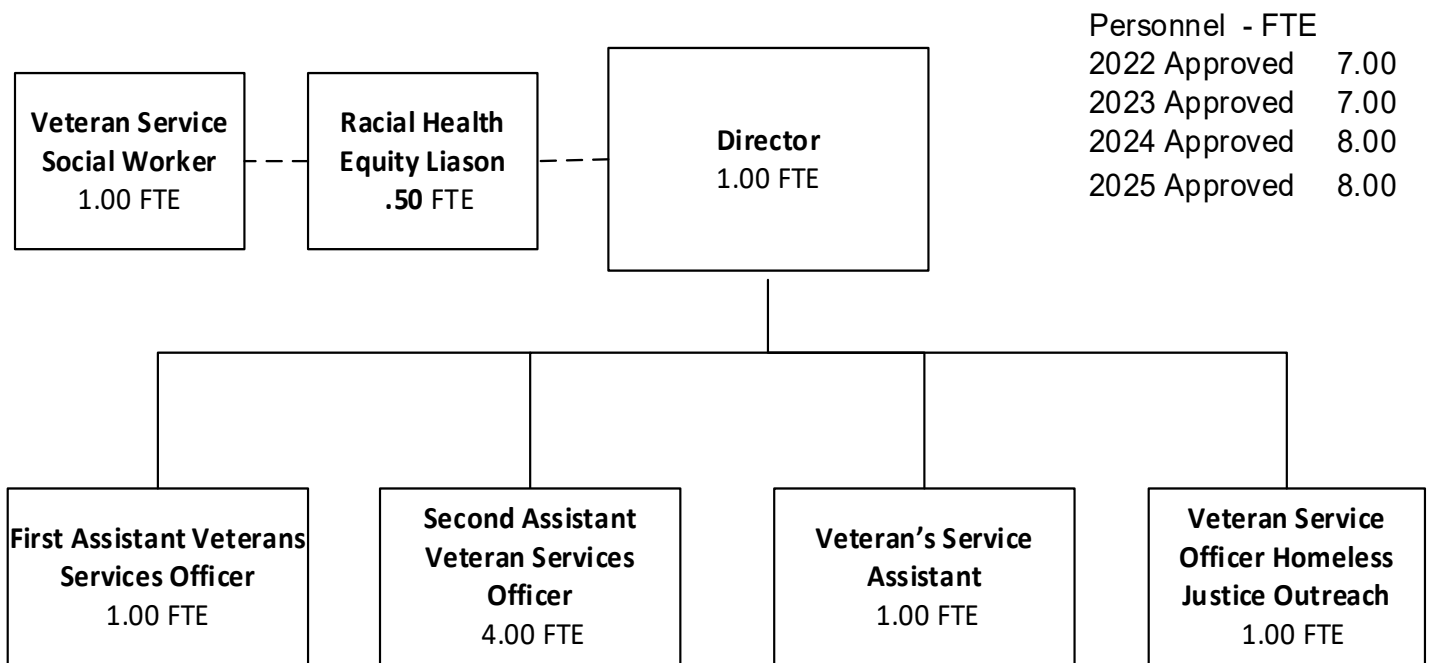 Personnel - FTE
2022 Approved 7.00
2023 Approved 7.00
2024 Approved 8.00
2025 Approved 8.00
Veteran Service
Social Worker
1.00 FTE
Racial Health
Equity Liason
.50 FTE
Director
1.00 FTE
First Assistant Veterans
Services Officer
1.00 FTE
Second Assistant
Veteran Services
Officer
4.00 FTE
Veteran’s Service
Assistant
1.00 FTE
Veteran Service
Officer Homeless
Justice Outreach
1.00 FTE